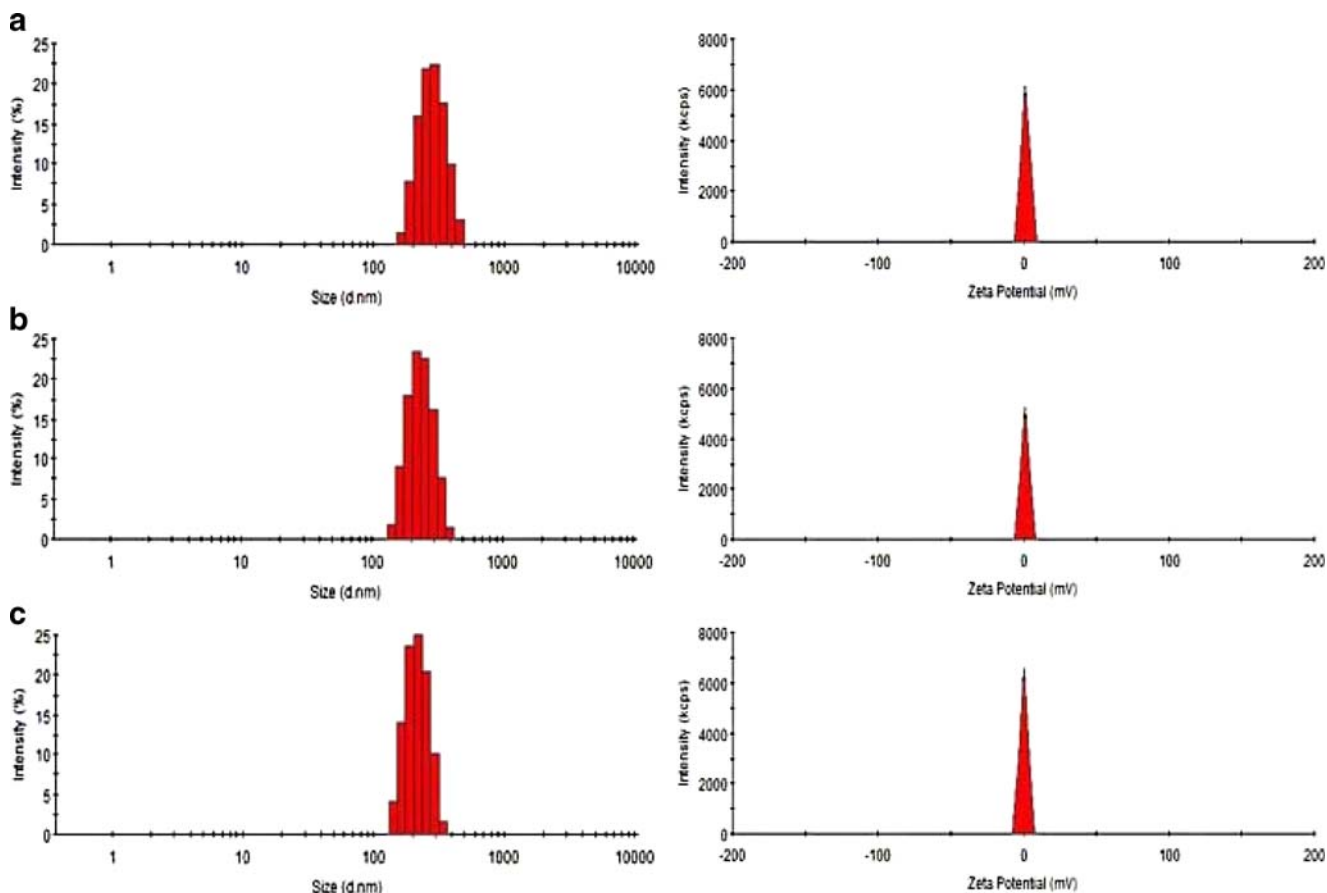 a
25
20
15
10
5
0
Intensity (%)
1 10 100 1000 10000
Size (d.nm)
8000
6000
4000
2000
0
Intensity (kcps)
-200 -100 0 100 200
Zeta Potential (mV)
b
25
20
15
10
5
0
Intensity (%)
1 10 100 1000 10000
Size (d.nm)
8000
6000
4000
2000
0
Intensity (kcps)
-200 -100 0 100 200
Zeta Potential (mV)
c
25
20
15
10
5
0
Intensity (%)
1 10 100 1000 10000
Size (d.nm)
8000
6000
4000
2000
0
Intensity (kcps)
-200 -100 0 100 200
Zeta Potential (mV)